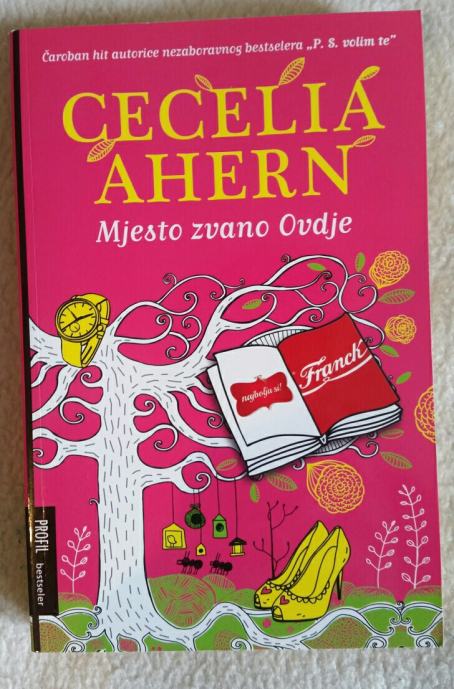 Čaroban hit autorice nezaboravnog bestselera „P. S. volim te”
CECELIA
AHERN
Mjesto zvano Ovdje
najbolja si!
Franck
PROFIL bestseler